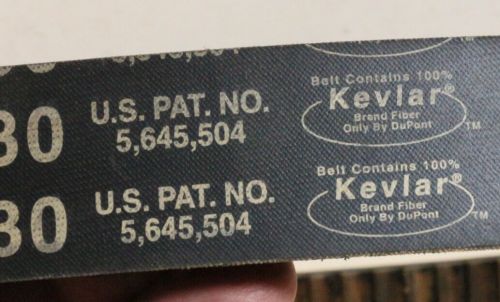 30
U.S. PAT. NO.
5,645,504
Belt Contains 100%
Kevlar®
Brand Fiber
Only By DuPont
TM
30
U.S. PAT. NO.
5,645,504
Belt Contains 100%
Kevlar®
Brand Fiber
Only By DuPont
TM